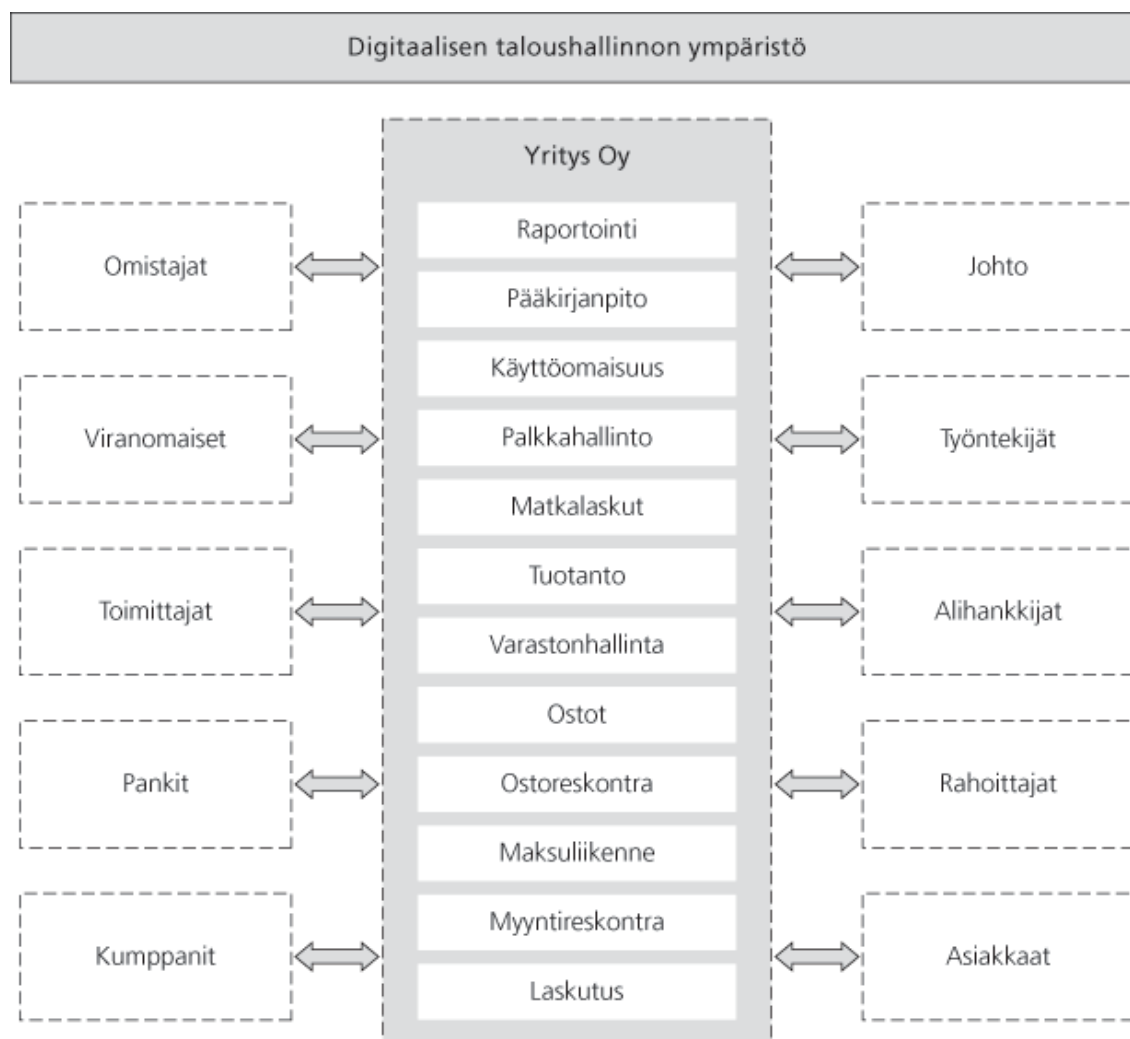 Digitaalisen taloushallinnon ympäristö
Yritys Oy
Omistajat
Viranomaiset
Toimittajat
Pankit
Kumppanit
Raportointi
Pääkirjanpito
Käyttöomaisuus
Palkkahallinto
Matkalaskut
Tuotanto
Varastonhallinta
Ostot
Ostoreskontra
Maksuliikenne
Myyntireskontra
Laskutus
Johto
Työntekijät
Alihankkijat
Rahoittajat
Asiakkaat